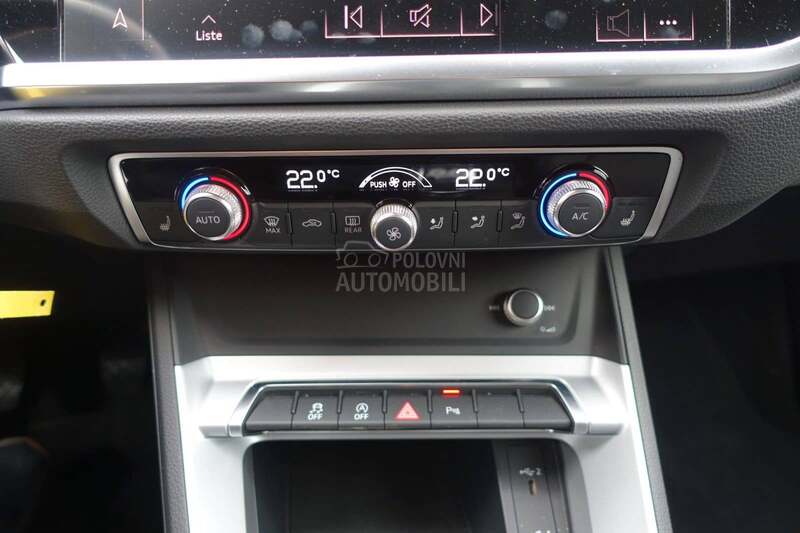 Liste
22.0°C PUSH OFF 22.0°C
AUTO A/C
MAX REAR
POLOVNI
AUTOMOBILI
OFF OFF P